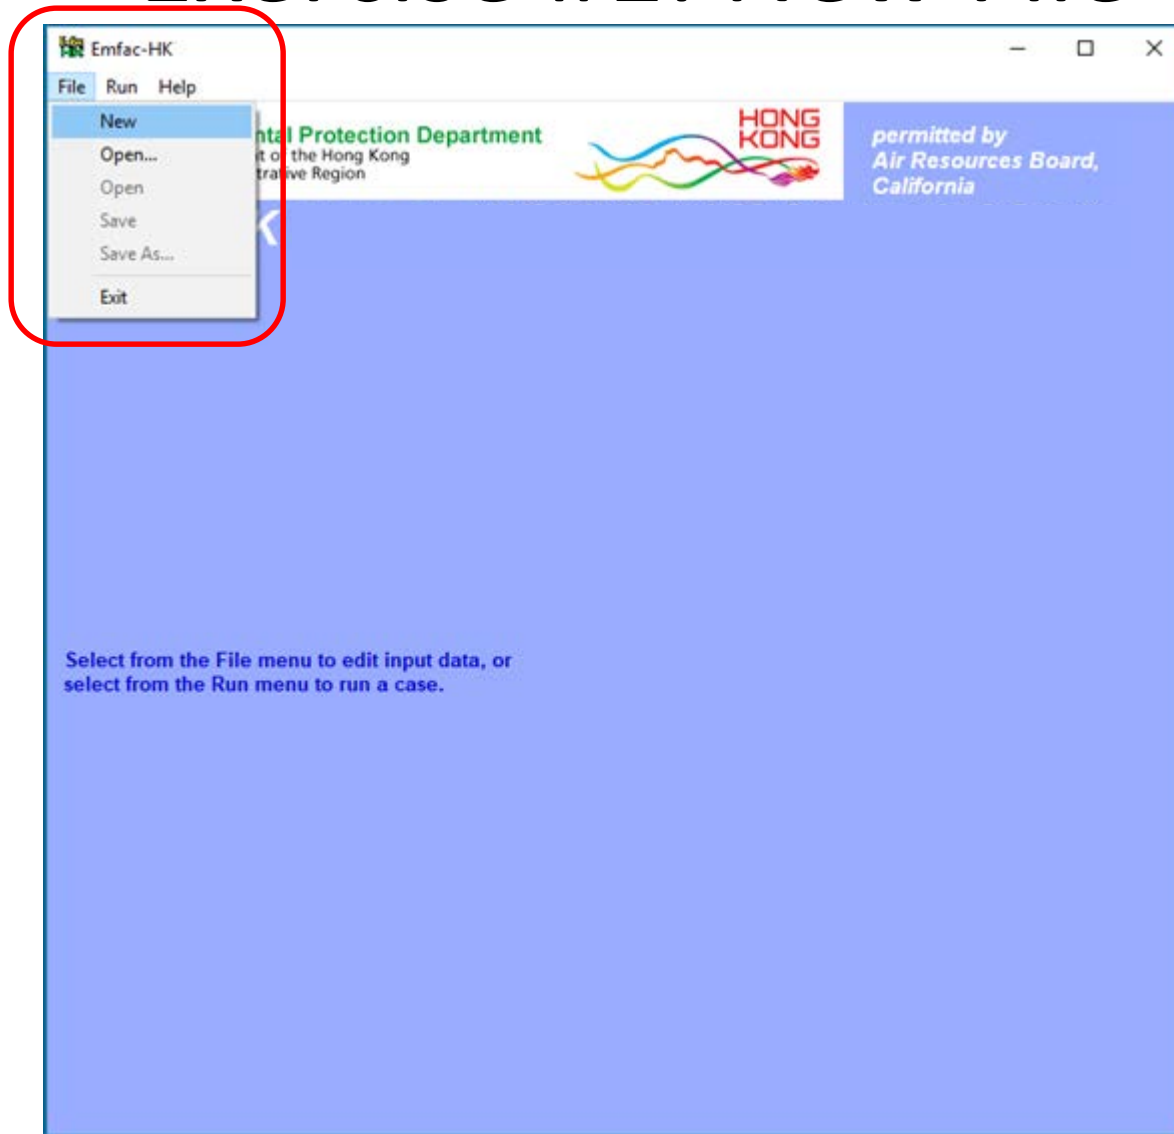 Emfac-HK
File Run Help
New
Open...
Open
Save
Save As...
Exit
Protection Department
the Hong Kong
Region
HONG
KONG
permitted by
Air Resources Board,
California
K
Select from the File menu to edit input data, or
select from the Run menu to run a case.